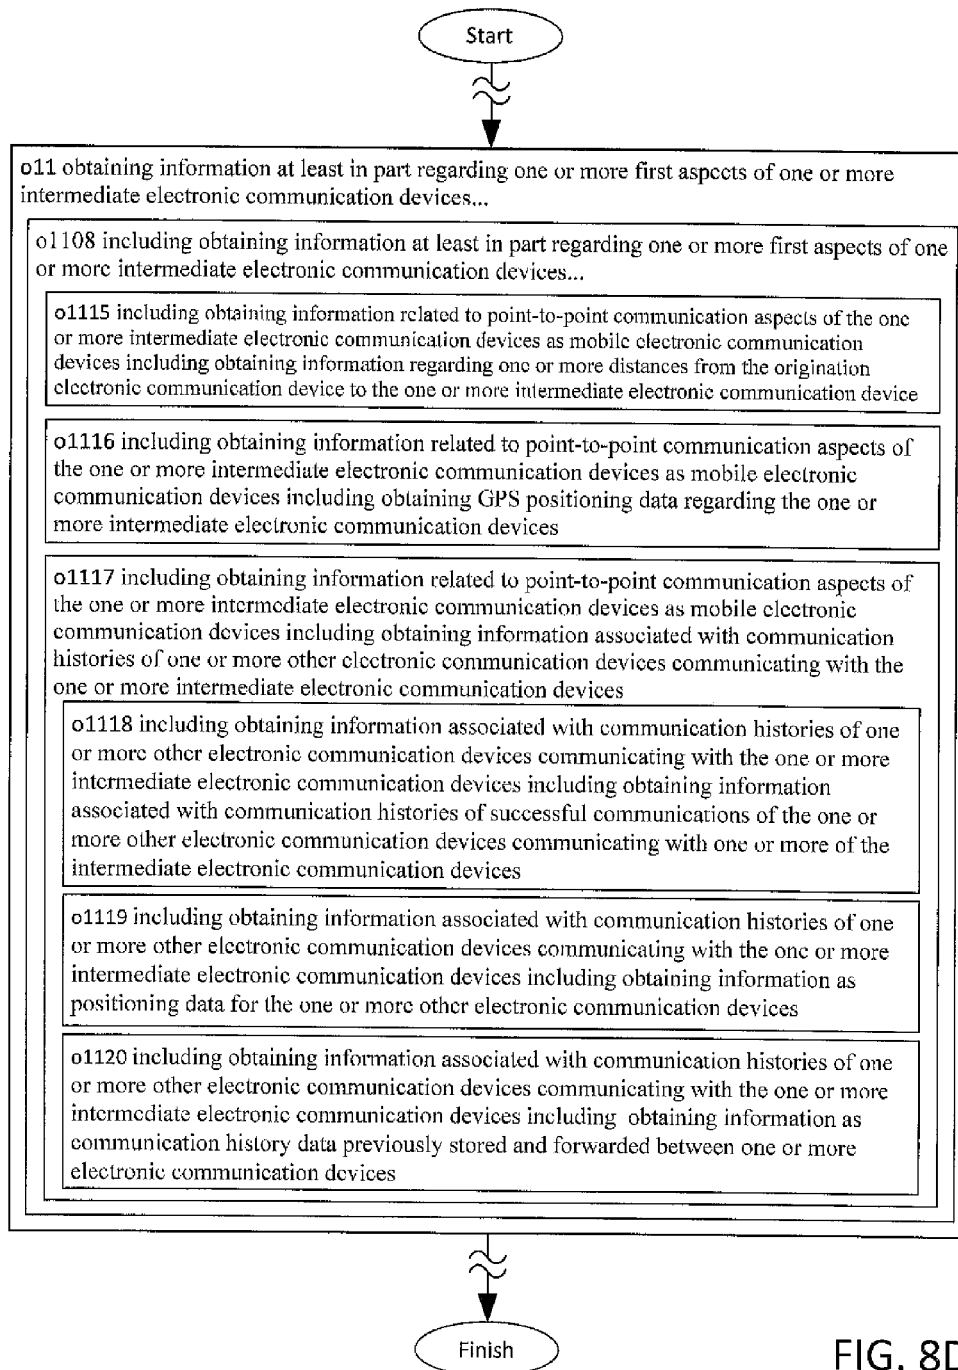 Start
o11 obtaining information at least in part regarding one or more first aspects of one or more
intermediate electronic communication devices...
o1108 including obtaining information at least in part regarding one or more first aspects of one
or more intermediate electronic communication devices...
o1115 including obtaining information related to point-to-point communication aspects of the one
or more intermediate electronic communication devices as mobile electronic communication
devices including obtaining information regarding one or more distances from the origination
electronic communication device to the one or more intermediate electronic communication device
o1116 including obtaining information related to point-to-point communication aspects of
the one or more intermediate electronic communication devices as mobile electronic
communication devices including obtaining GPS positioning data regarding the one or
more intermediate electronic communication devices
o1117 including obtaining information related to point-to-point communication aspects of
the one or more intermediate electronic communication devices as mobile electronic
communication devices including obtaining information associated with communication
histories of one or more other electronic communication devices communicating with the
one or more intermediate electronic communication devices
o1118 including obtaining information associated with communication histories of one
or more other electronic communication devices communicating with the one or more
intermediate electronic communication devices including obtaining information
associated with communication histories of successful communications of the one or
more other electronic communication devices communicating with one or more of the
intermediate electronic communication devices
o1119 including obtaining information associated with communication histories of one
or more other electronic communication devices communicating with the one or more
intermediate electronic communication devices including obtaining information as
positioning data for the one or more other electronic communication devices
o1120 including obtaining information associated with communication histories of one
or more other electronic communication devices communicating with the one or more
intermediate electronic communication devices including obtaining information as
communication history data previously stored and forwarded between one or more
electronic communication devices
Finish
FIG. 8D